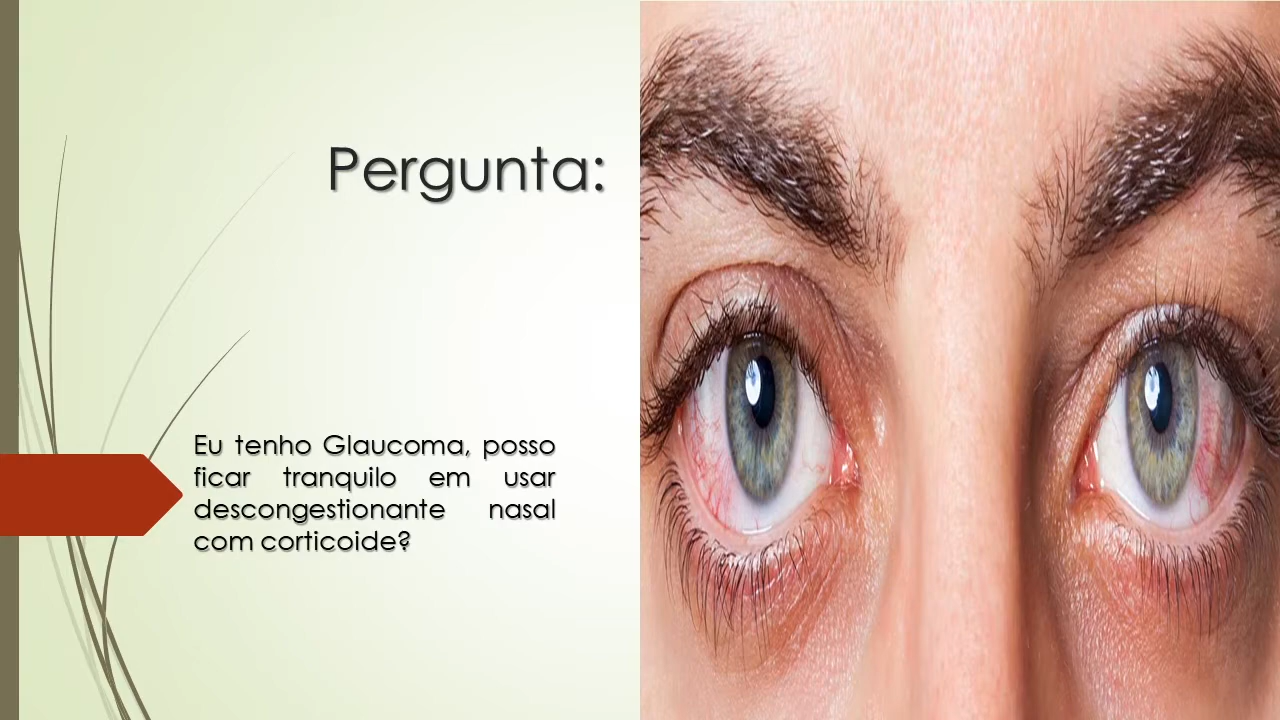 Pergunta:
Eu tenho Glaucoma, posso
ficar tranquilo em usar
descongestionante nasal
com corticoide?